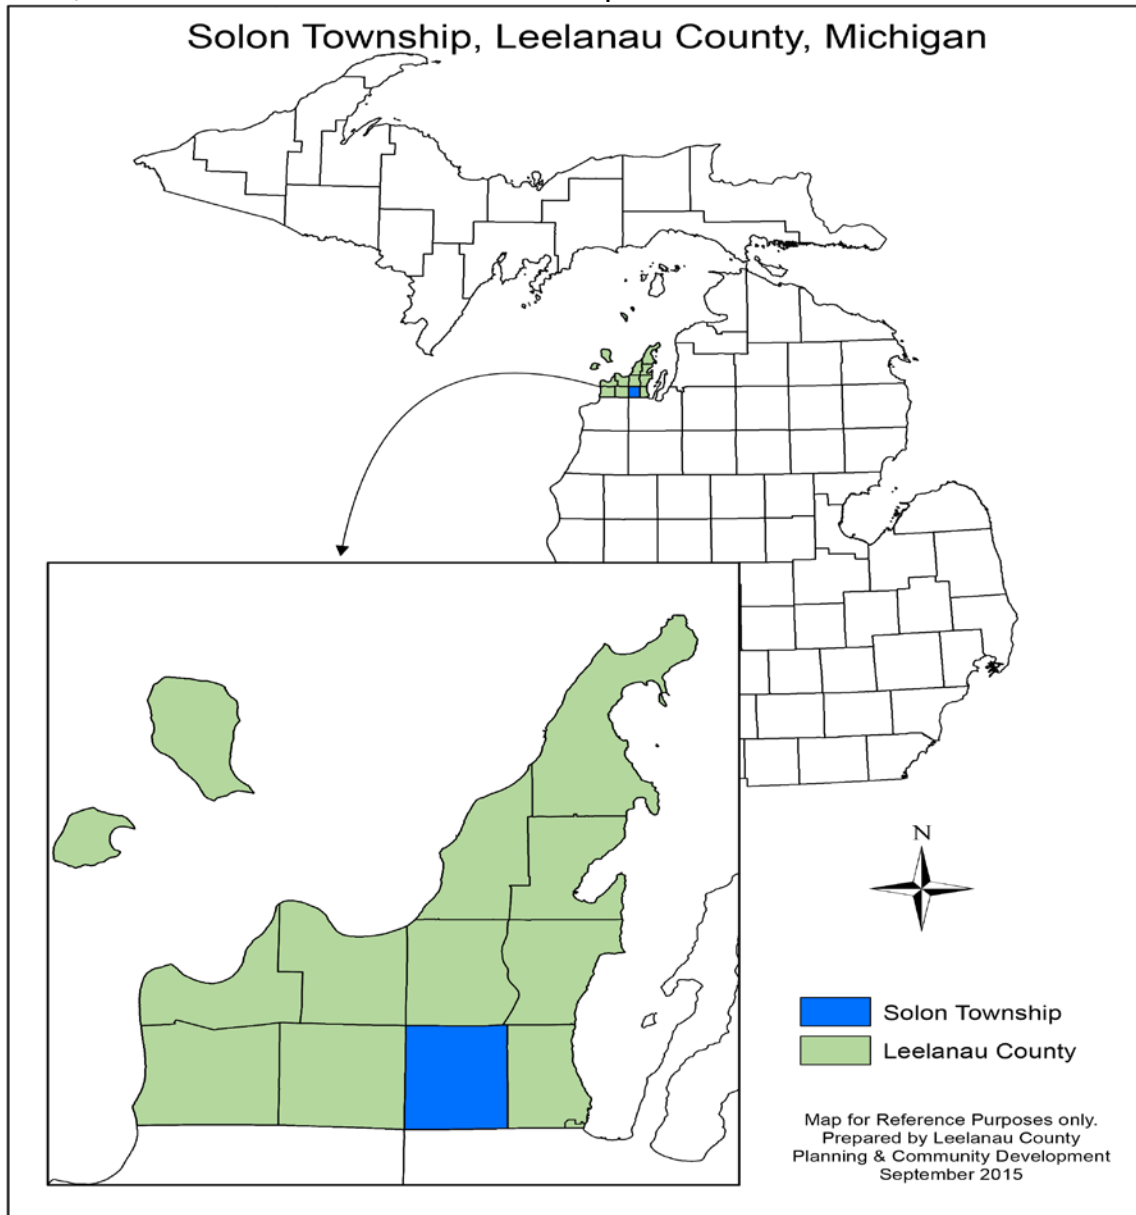 Solon Township, Leelanau County, Michigan
N
Solon Township
Leelanau County
Map for Reference Purposes only.
Prepared by Leelanau County
Planning & Community Development
September 2015